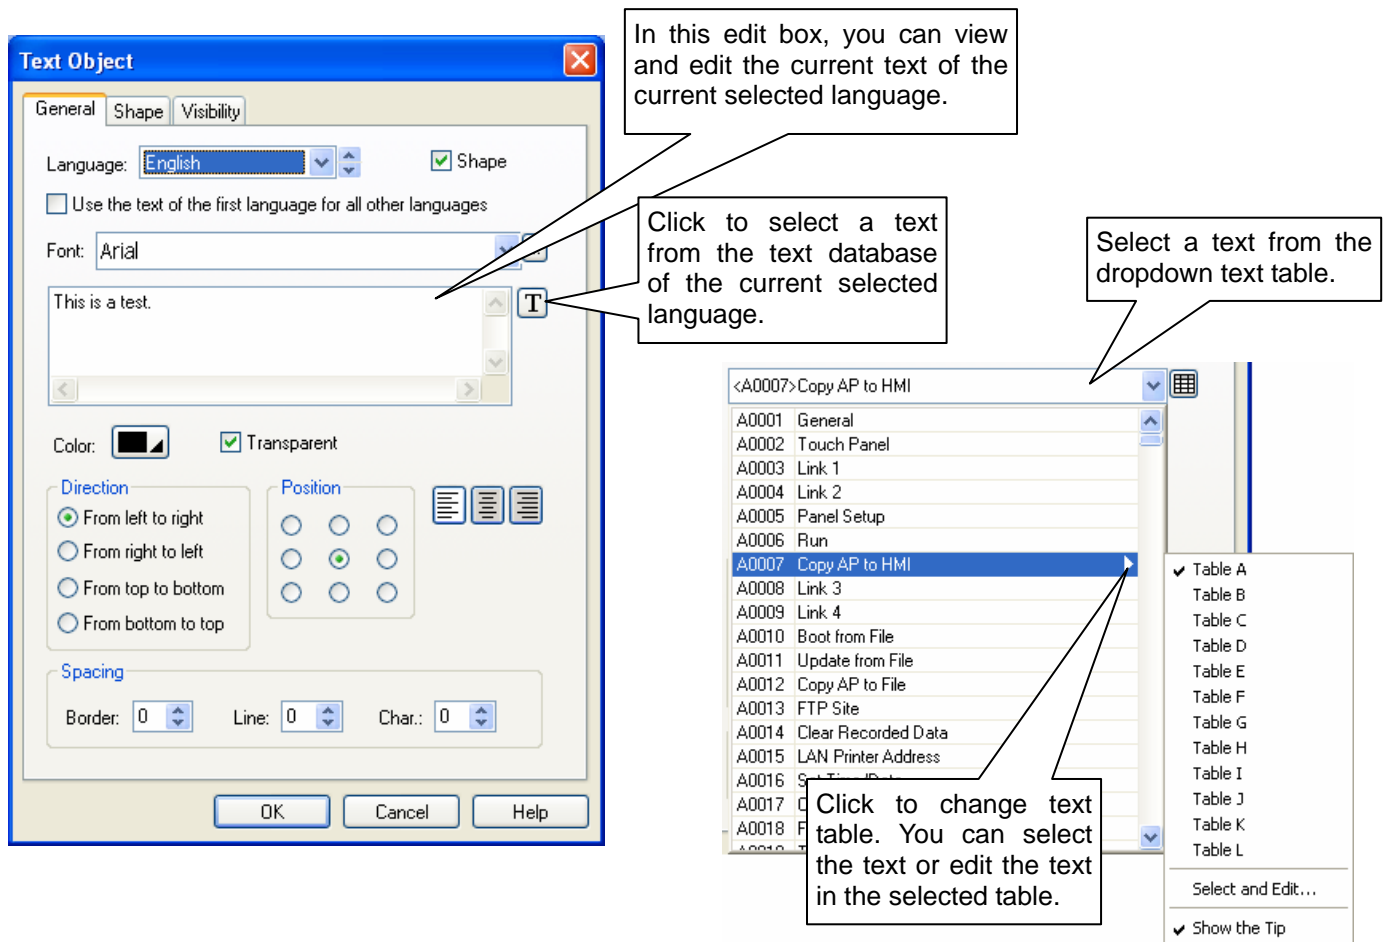 Text Object
General Shape Visibility
Language: English
Shape
Use the text of the first language for all other languages
Font: Arial
This is a test.
T
Color:
Transparent
Direction
From left to right
From right to left
From top to bottom
From bottom to top
Position
Spacing
Border: 0 Line: 0 Char.: 0
OK Cancel Help
In this edit box, you can view
and edit the current text of the
current selected language.
Click to select a text
from the text database
of the current selected
language.
Select a text from the
dropdown text table.
<A0007>Copy AP to HMI
A0001 General
A0002 Touch Panel
A0003 Link 1
A0004 Link 2
A0005 Panel Setup
A0006 Run
A0007 Copy AP to HMI
A0008 Link 3
A0009 Link 4
A0010 Boot from File
A0011 Update from File
A0012 Copy AP to File
A0013 FTP Site
A0014 Clear Recorded Data
A0015 LAN Printer Address
A0016 Set Time/Date
A0017
A0018
Click to change text
table. You can select
the text or edit the text
in the selected table.
Table A
Table B
Table C
Table D
Table E
Table F
Table G
Table H
Table I
Table J
Table K
Table L
Select and Edit...
Show the Tip